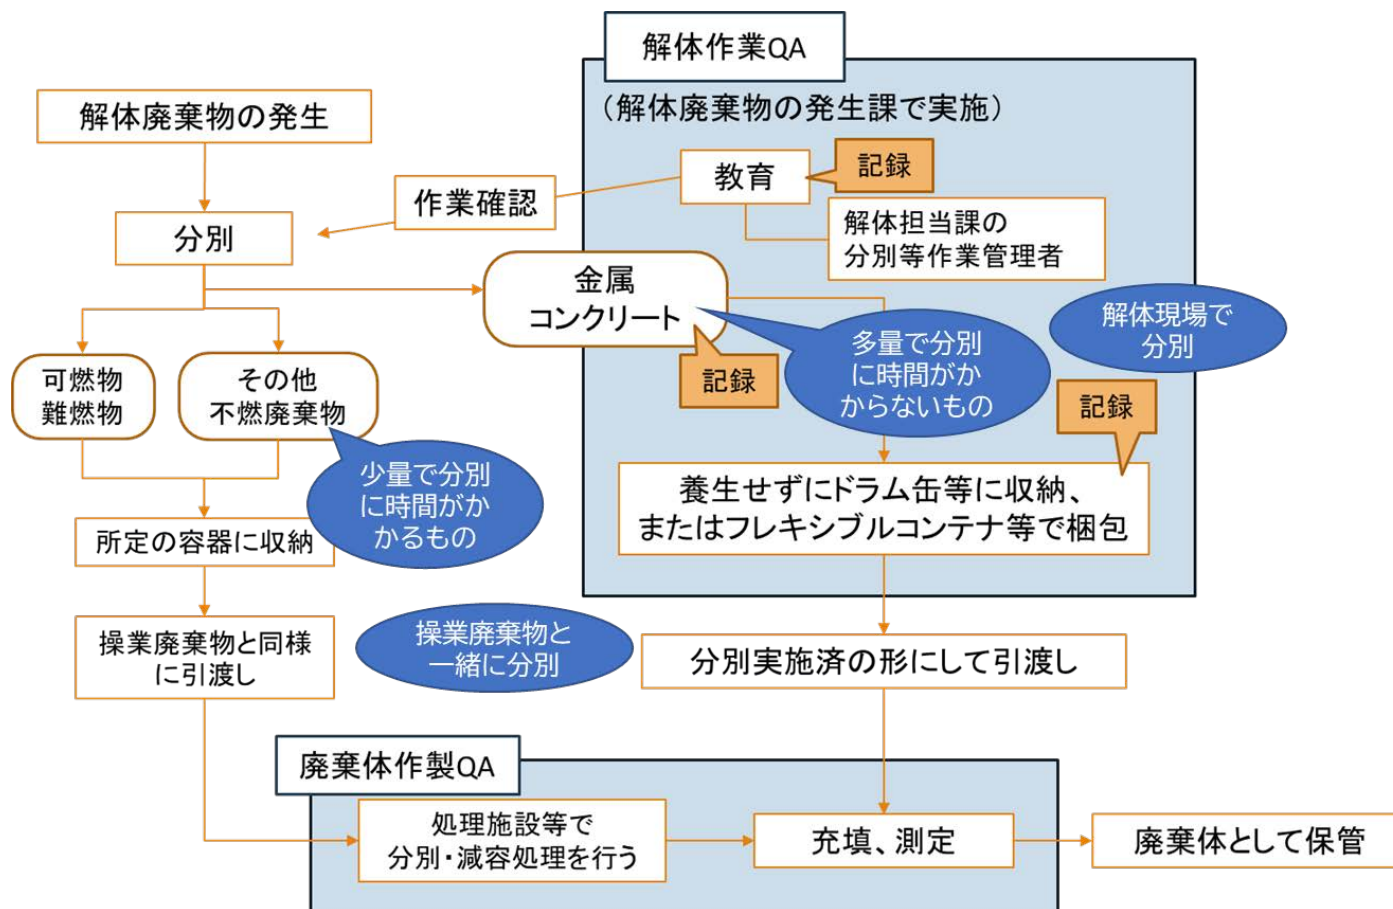 解体作業QA
(解体廃棄物の発生課で実施)
解体廃棄物の発生
教育
記録
作業確認
解体担当課の
分別等作業管理者
分別
金属
コンクリート
記録
多量で分別
に時間がか
からないもの
解体現場で
分別
記録
可燃物
難燃物
その他
不燃廃棄物
少量で分別
に時間がか
かるもの
養生せずにドラム缶等に収納、
またはフレキシブルコンテナ等で梱包
所定の容器に収納
操業廃棄物と同様
に引渡し
操業廃棄物と
一緒に分別
分別実施済の形にして引渡し
廃棄体作製QA
処理施設等で
分別・減容処理を行う
充填、測定
廃棄体として保管